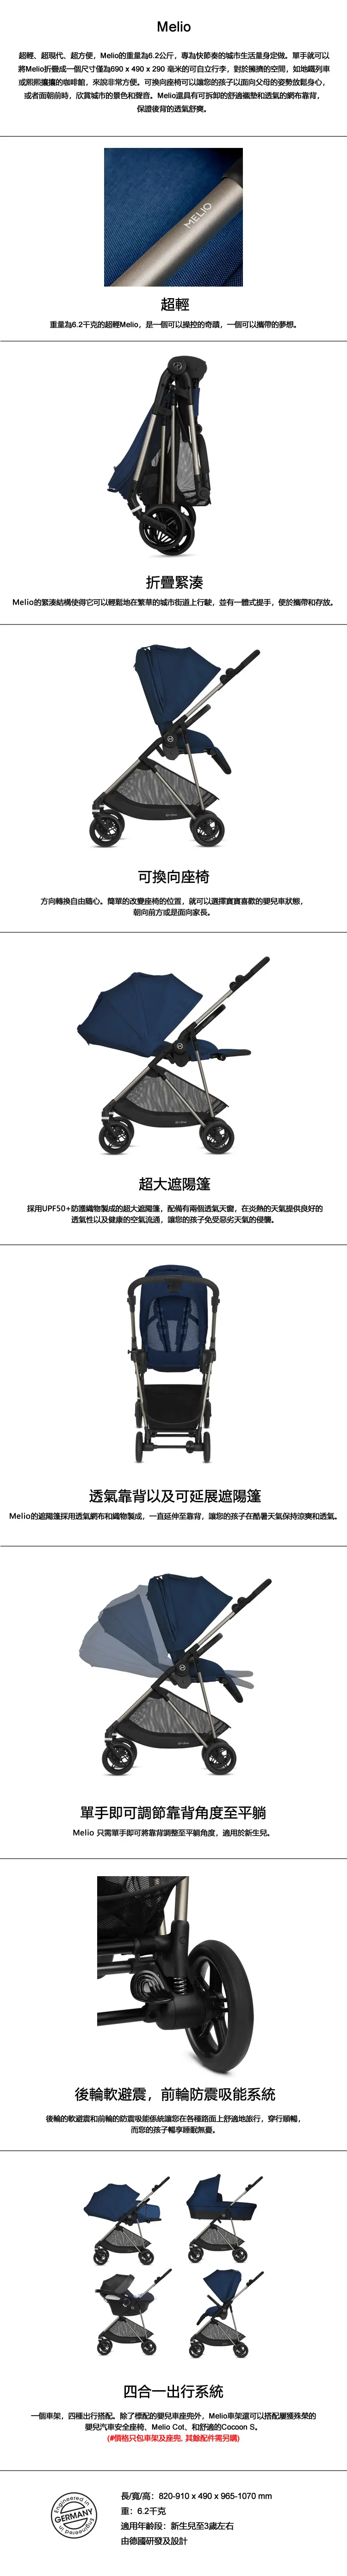 Melio
超輕、超現代、超方便，Melio的重量為6.2公斤，專為快節奏的城市生活量身定做。單手就可以
將Melio折疊成一個尺寸僅為690 x 490 x 290 毫米的可自立行李，對於擁擠的空間，如地鐵列車
或熙熙攘攘的咖啡館，來說非常方便。可換向座椅可以讓您的孩子以面向父母的姿勢放鬆身心，
或者面朝前時，欣賞城市的景色和聲音。Melio還具有可拆卸的舒適襯墊和透氣的網布靠背，
保證後背的透氣舒爽。
MELIO
超輕
重量為6.2千克的超輕Melio，是一個可以操控的奇蹟，一個可以攜帶的夢想。
折疊緊湊
Melio的緊湊結構使得它可以輕鬆地在繁華的城市街道上行駛，並有一體式提手，便於攜帶和存放。
可換向座椅
方向轉換自由隨心。簡單的改變座椅的位置，就可以選擇寶寶喜歡的嬰兒車狀態，
朝向前方或是面向家長。
超大遮陽篷
採用UPF50+防護織物製成的超大遮陽篷，配備有兩個透氣天窗，在炎熱的天氣提供良好的
透氣性以及健康的空氣流通，讓您的孩子免受惡劣天氣的侵襲。
透氣靠背以及可延展遮陽篷
Melio的遮陽篷採用透氣網布和織物製成，一直延伸至靠背，讓您的孩子在酷暑天氣保持涼爽和透氣。
單手即可調節靠背角度至平躺
Melio 只需單手即可將靠背調整至平躺角度，適用於新生兒。
後輪軟避震，前輪防震吸能系統
後輪的軟避震和前輪的防震吸能係統讓您在各種路面上舒適地旅行，穿行順暢，
而您的孩子暢享睡眠無憂。
四合一出行系統
一個車架，四種出行搭配。除了標配的嬰兒車座兜外，Melio車架還可以搭配屢獲殊榮的
嬰兒汽車安全座椅、Melio Cot、和舒適的Cocoon S。
(#價格只包車架及座兜, 其餘配件需另購)
Engineered in
GERMANY
Engineered in
長/寬/高：820-910 x 490 x 965-1070 mm
重：6.2千克
適用年齡段：新生兒至3歲左右
由德國研發及設計